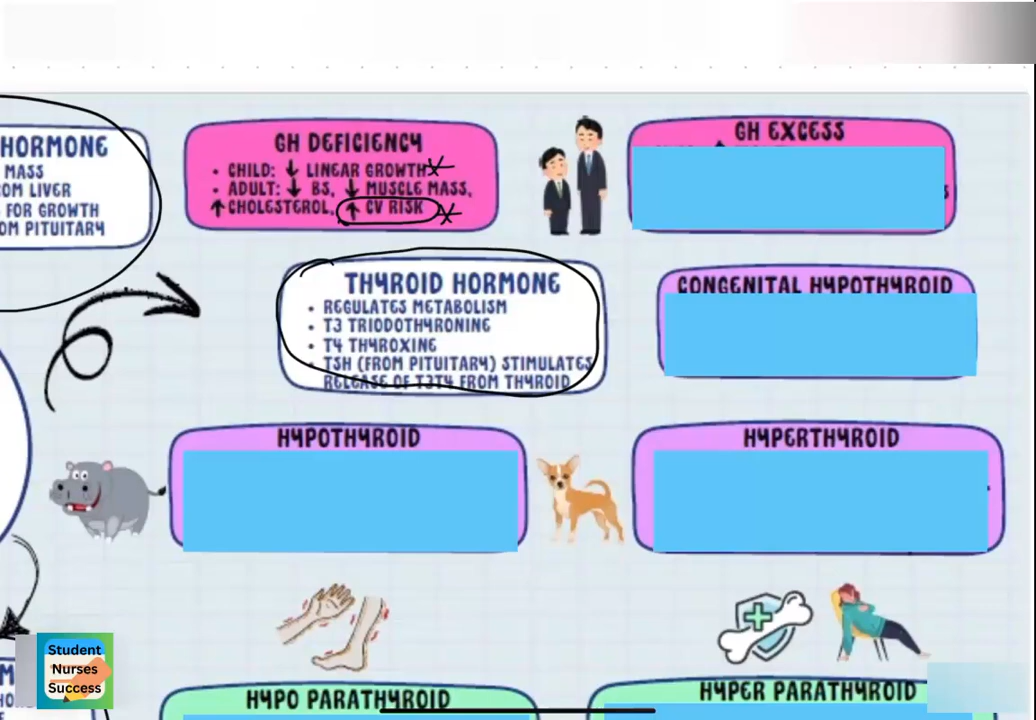 HORMONE
MASS
OM LIVER
FOR GROWTH
OM PITUITARY
GH DEFICIENCY
• CHILD: ↓ LINEAR GROWTH
• ADULT: ↓ BS, ↓ MUSCLE MASS,
↑ CHOLESTEROL, ↑ CV RISK
GH EXCESS
THYROID HORMONE
• REGULATES METABOLISM
• T3 TRIODOTHYRONING
• T4 THYROXINE
• TSH (FROM PITUITARY) STIMULATES
RELEASE OF T3T4 FROM THYROID
CONGENITAL HYPOTHYROID
HYPOTHYROID
HYPERTHYROID
HYPO PARATHYROID
HYPER PARATHYROID
Student
Nurses
Success